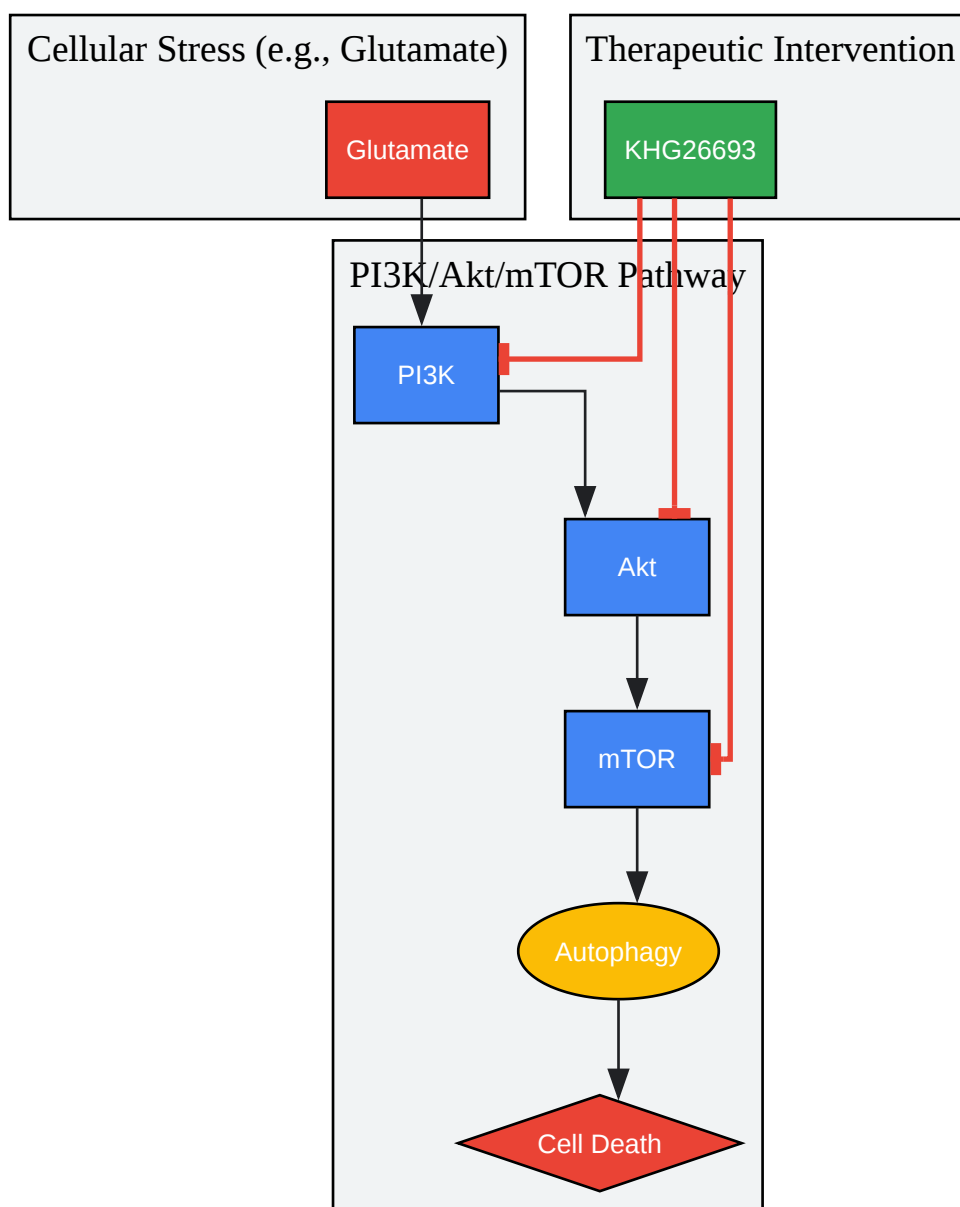 Cellular Stress (e.g., Glutamate)
Therapeutic Intervention
Glutamate
KHG26693
PI3K/Akt/mTOR Pathway
PI3K
Akt
mTOR
Autophagy
Cell Death